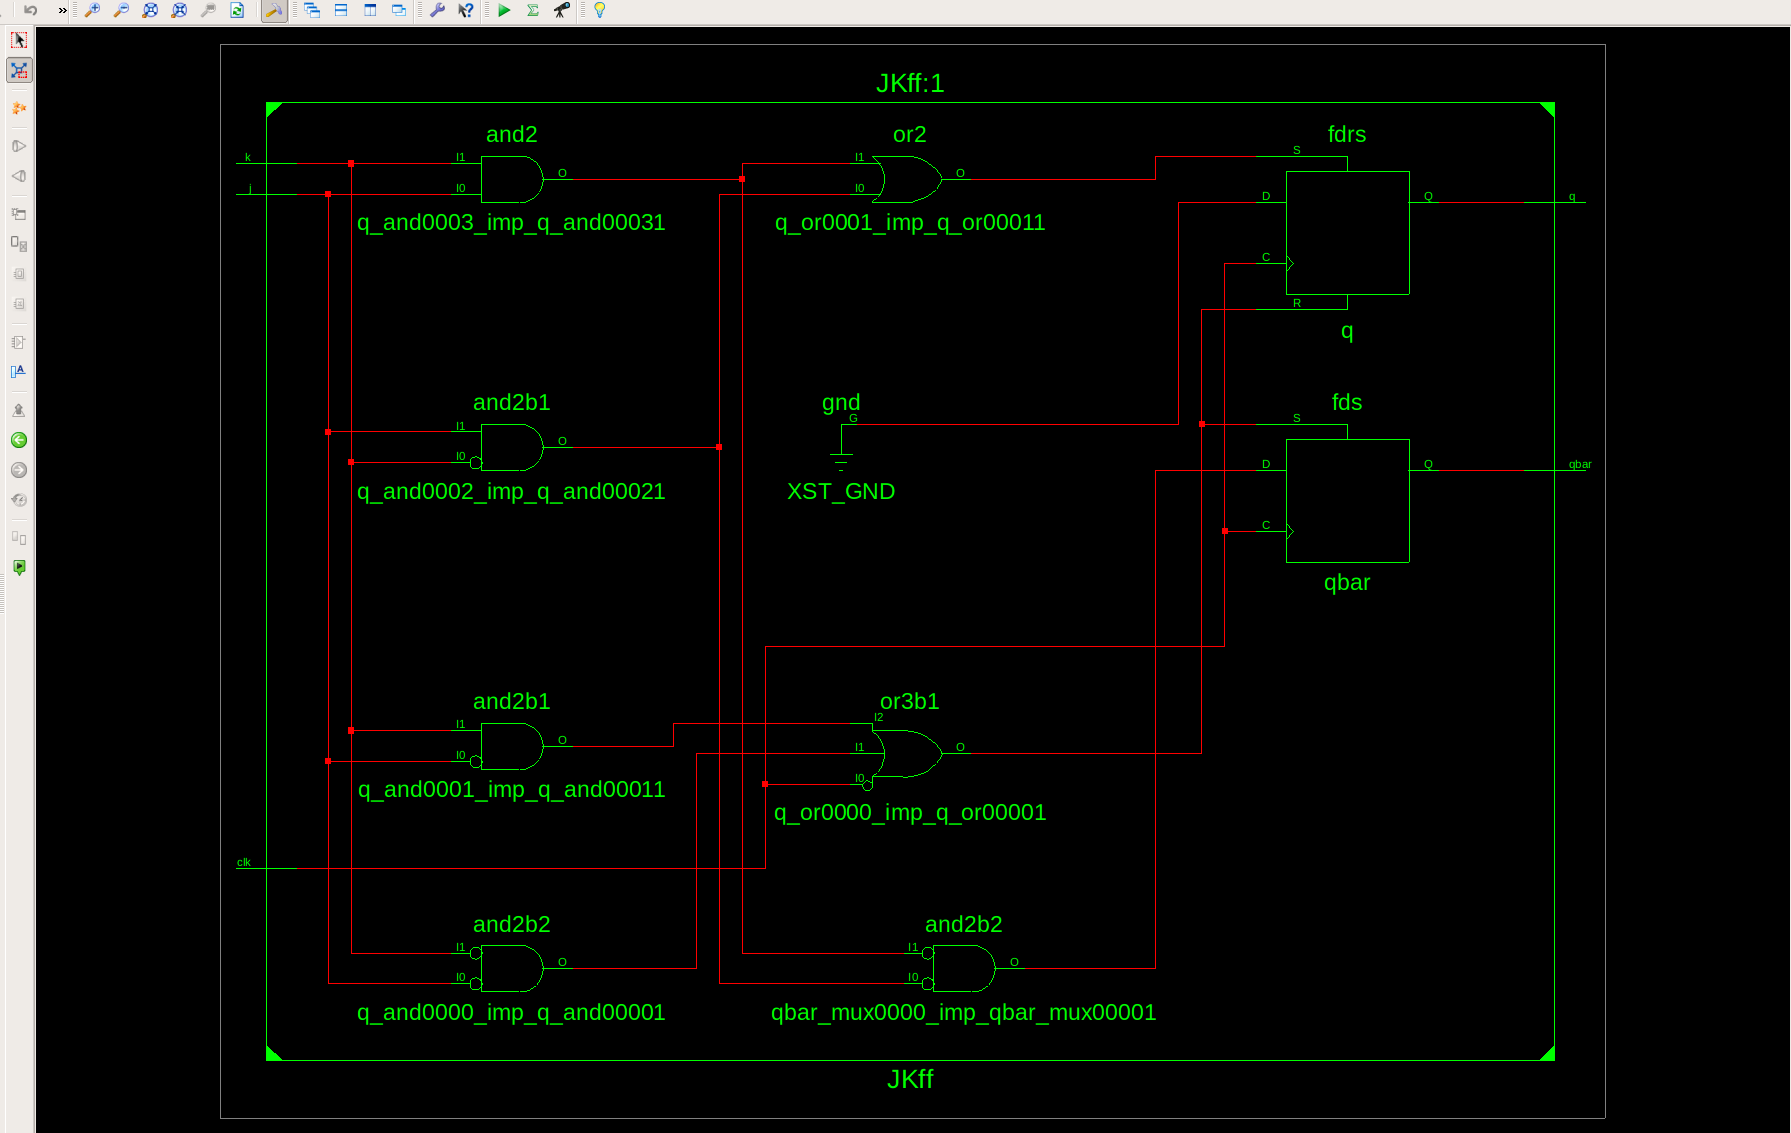 »
JKff:1
and2
or2
fdrs
k
I1
O
I1
O
S
j
I0
I0
D
Q
q
q_and0003_imp_q_and00031
q_or0001_imp_q_or00011
C
R
q
and2b1
gnd
fds
I1
O
G
S
I0
D
Q
qbar
q_and0002_imp_q_and00021
XST_GND
C
qbar
and2b1
or3b1
I1
O
I2
I0
I1
O
I0
q_and0001_imp_q_and00011
q_or0000_imp_q_or00001
clk
and2b2
and2b2
I1
O
I1
O
I0
I0
q_and0000_imp_q_and00001
qbar_mux0000_imp_qbar_mux00001
JKff